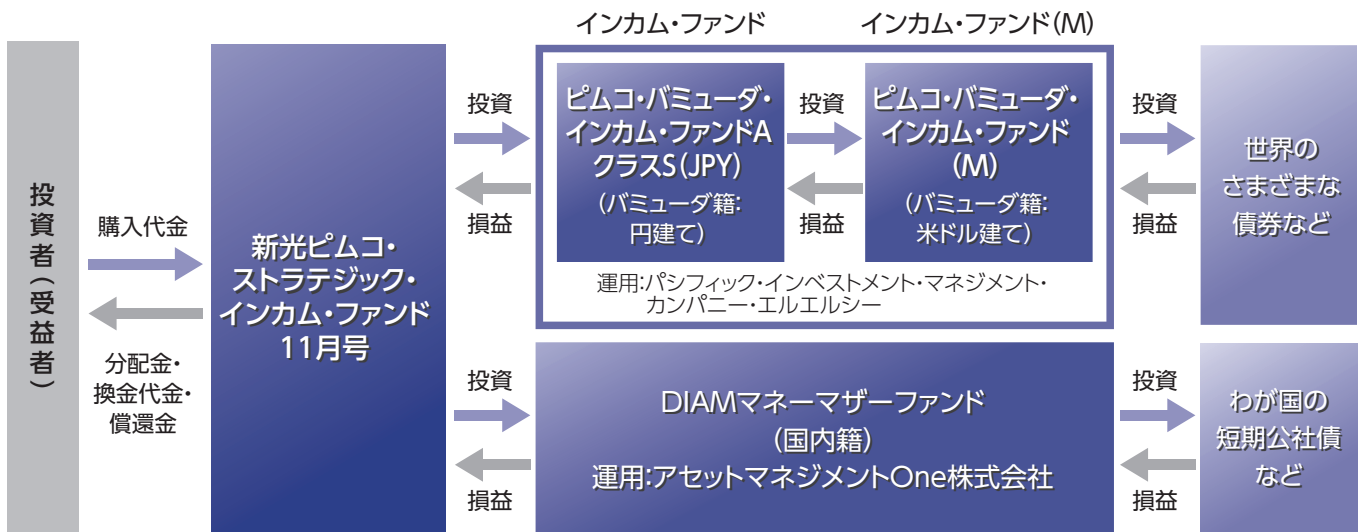 インカム・ファンド
インカム・ファンド(M)
投資者(受益者)
購入代金
分配金・
換金代金・
償還金
新光ピムコ・
ストラテジック・
インカム・ファンド
11月号
投資
損益
ピムコ・バミューダ・
インカム・ファンドA
クラスS(JPY)
(バミューダ籍:
円建て)
投資
損益
ピムコ・バミューダ・
インカム・ファンド
(M)
(バミューダ籍:
米ドル建て)
運用:パシフィック・インベストメント・マネジメント・
カンパニー・エルエルシー
投資
損益
世界の
さまざまな
債券など
投資
損益
DIAMマネーマザーファンド
(国内籍)
運用:アセットマネジメントOne株式会社
投資
損益
わが国の
短期公社債
など